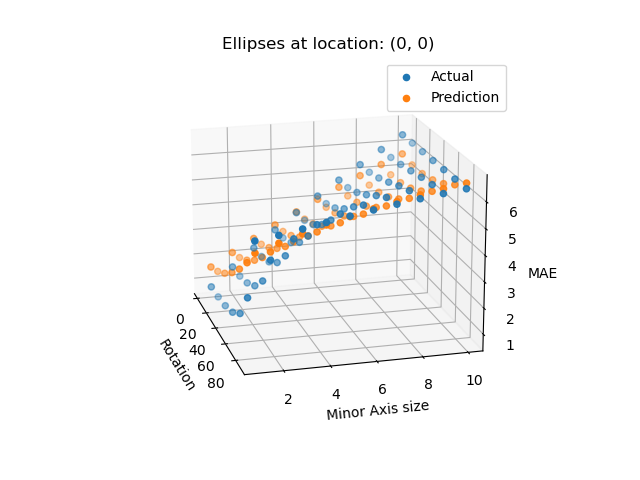 Ellipses at location: (0, 0)
Actual
Prediction
6
5
4
3
2
1
MAE
0
20
40
60
80
Rotation
2
4
6
8
10
Minor Axis size